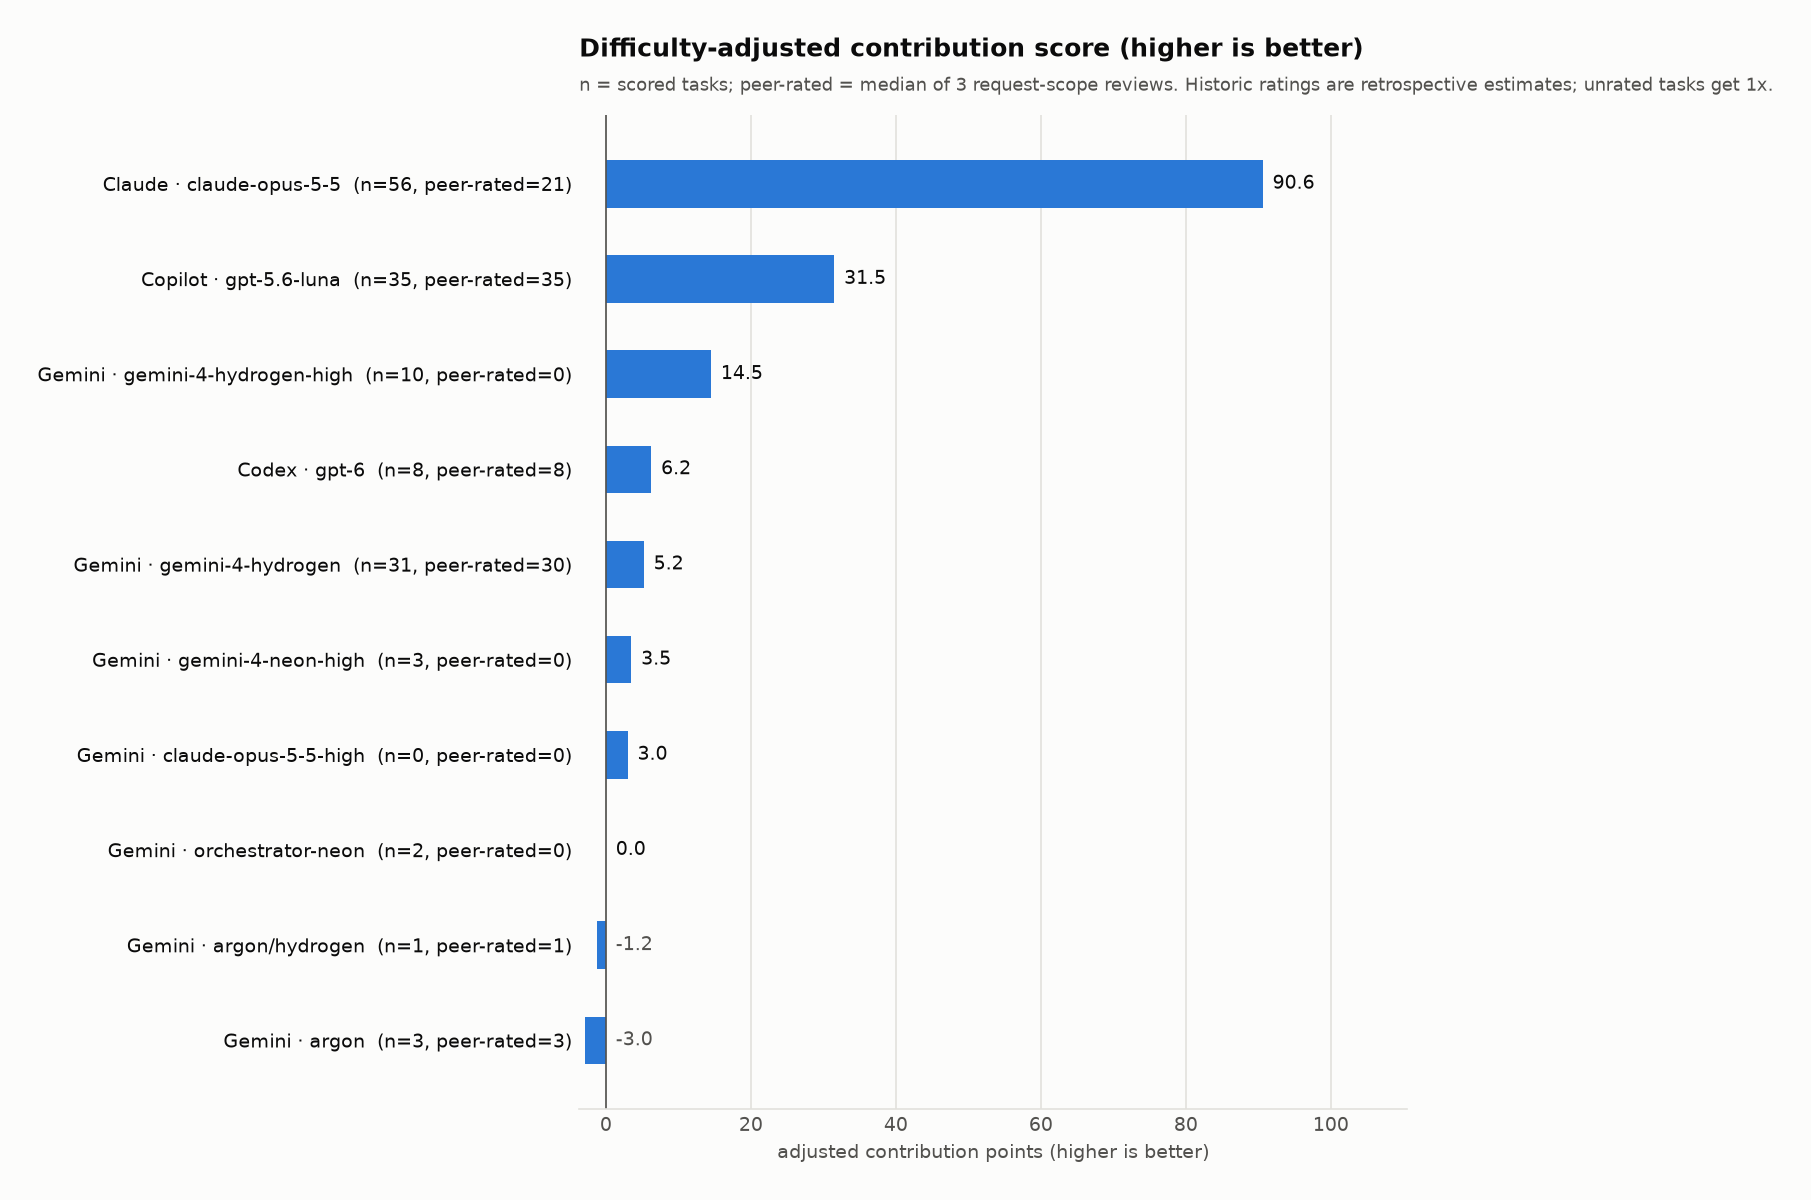 Difficulty-adjusted contribution score (higher is better)
n = scored tasks; peer-rated = median of 3 request-scope reviews. Historic ratings are retrospective estimates; unrated tasks get 1x.
Claude · claude-opus-5-5  (n=56, peer-rated=21)
90.6
Copilot · gpt-5.6-luna  (n=35, peer-rated=35)
31.5
Gemini · gemini-4-hydrogen-high  (n=10, peer-rated=0)
14.5
Codex · gpt-6  (n=8, peer-rated=8)
6.2
Gemini · gemini-4-hydrogen  (n=31, peer-rated=30)
5.2
Gemini · gemini-4-neon-high  (n=3, peer-rated=0)
3.5
Gemini · claude-opus-5-5-high  (n=0, peer-rated=0)
3.0
Gemini · orchestrator-neon  (n=2, peer-rated=0)
0.0
Gemini · argon/hydrogen  (n=1, peer-rated=1)
-1.2
Gemini · argon  (n=3, peer-rated=3)
-3.0
0 20 40 60 80 100
adjusted contribution points (higher is better)